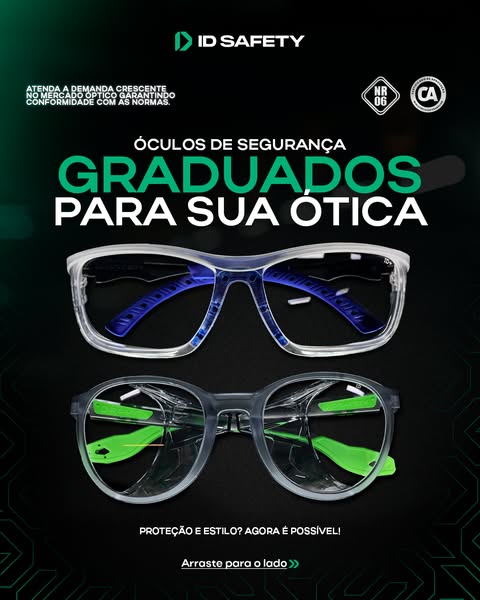 ID SAFETY
ATENDA A DEMANDA CRESCENTE
NO MERCADO ÓPTICO GARANTINDO
CONFORMIDADE COM AS NORMAS.
NR
06
CA
ÓCULOS DE SEGURANÇA
GRADUADOS
PARA SUA ÓTICA
PROTEÇÃO E ESTILO? AGORA É POSSÍVEL!
Arraste para o lado